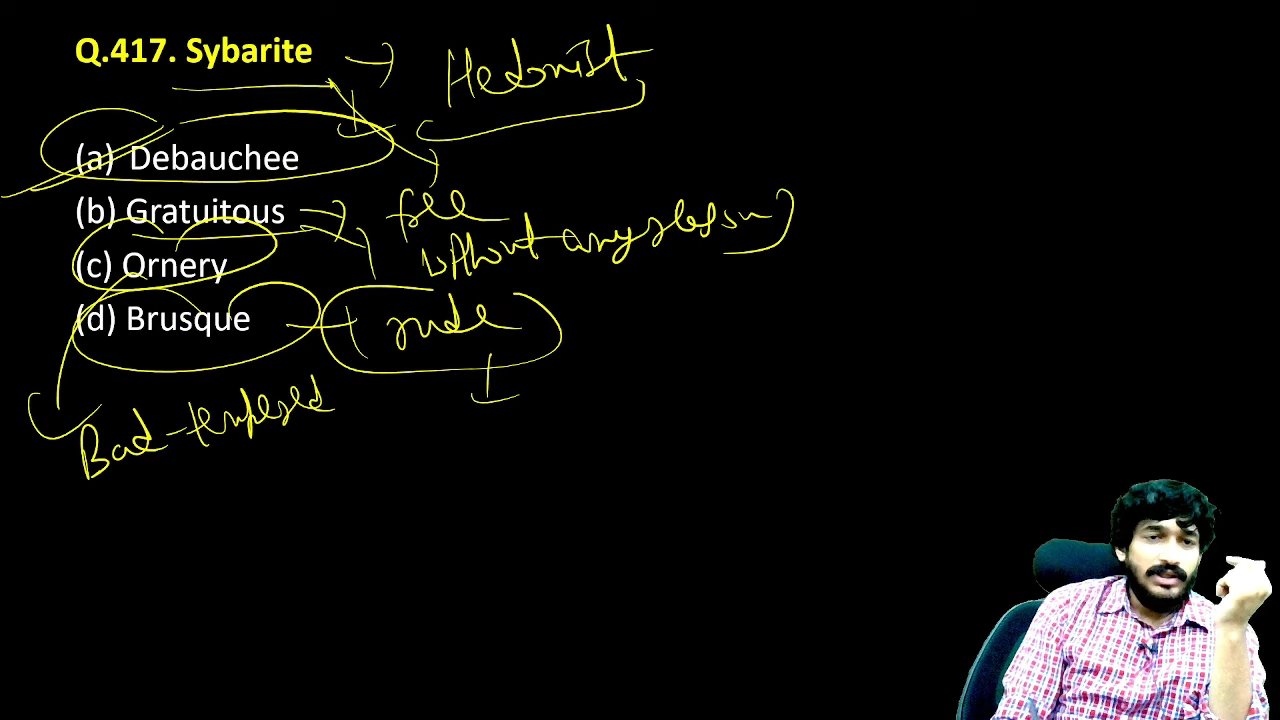 Q.417. Sybarite Hedonist
(a) Debauchee
(b) Gratuitous free
without any reason
(c) Ornery
(d) Brusque rude
Bad-tempered